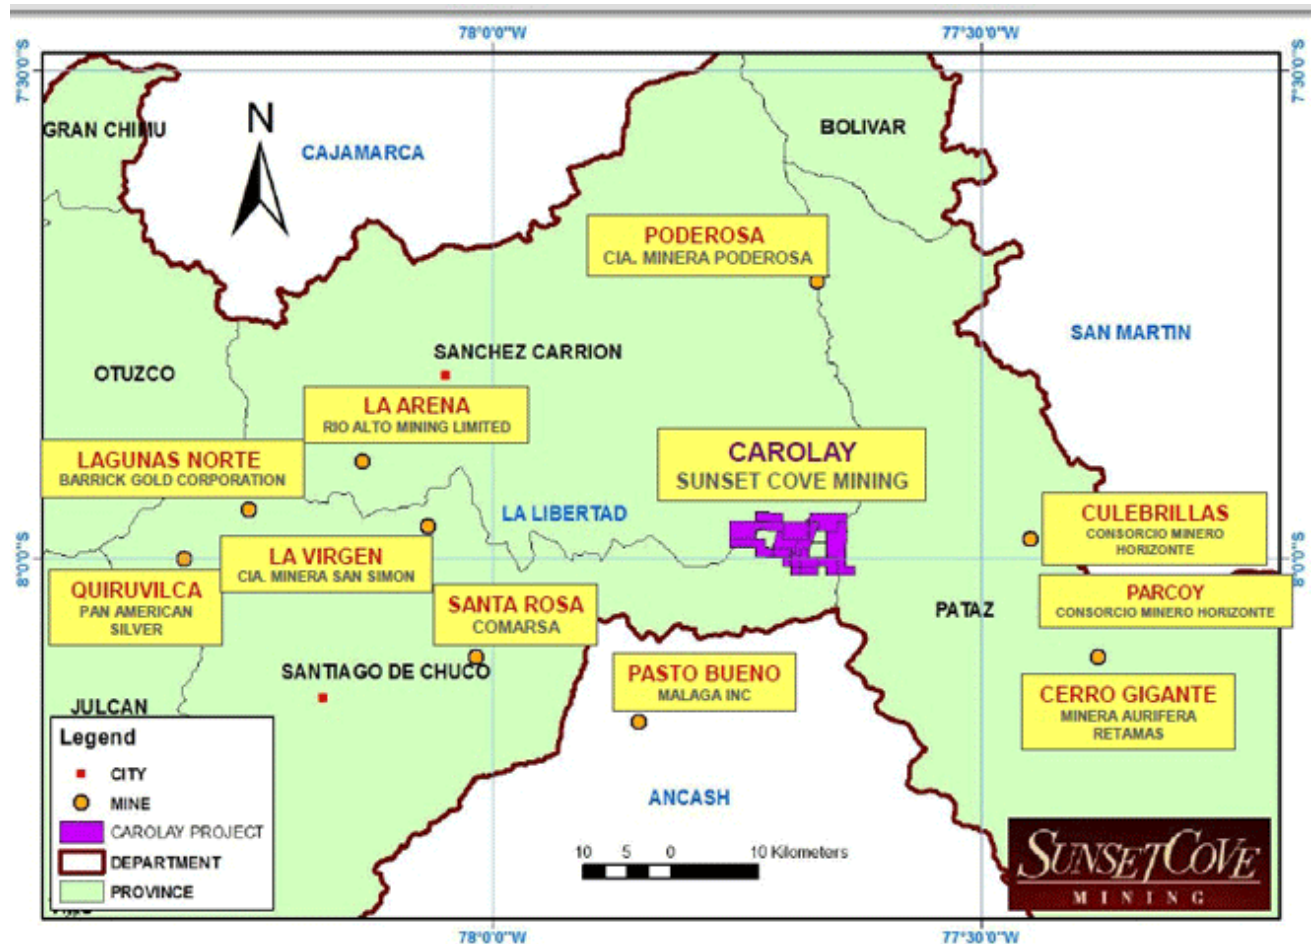 78°0'0"W
77°30'0"W
7°30'0"S
7°30'0"S
GRAN CHIMU
N
CAJAMARCA
BOLIVAR
PODEROSA
CIA. MINERA PODEROSA
SAN MARTIN
OTUZCO
SANCHEZ CARRION
LA ARENA
RIO ALTO MINING LIMITED
LAGUNAS NORTE
BARRICK GOLD CORPORATION
CAROLAY
SUNSET COVE MINING
LA LIBERTAD
CULEBRILLAS
CONSORCIO MINERO
HORIZONTE
LA VIRGEN
CIA. MINERA SAN SIMON
8°0'0"S
8°0'0"S
QUIRUVILCA
PAN AMERICAN
SILVER
SANTA ROSA
COMARSA
PATAZ
PARCOY
CONSORCIO MINERO HORIZONTE
SANTIAGO DE CHUCO
PASTO BUENO
MALAGA INC
CERRO GIGANTE
MINERA AURIFERA
RETAMAS
JULCAN
Legend
CITY
MINE
CAROLAY PROJECT
DEPARTMENT
PROVINCE
ANCASH
10 5 0 10 Kilometers
SUNSET COVE
MINING
78°0'0"W
77°30'0"W